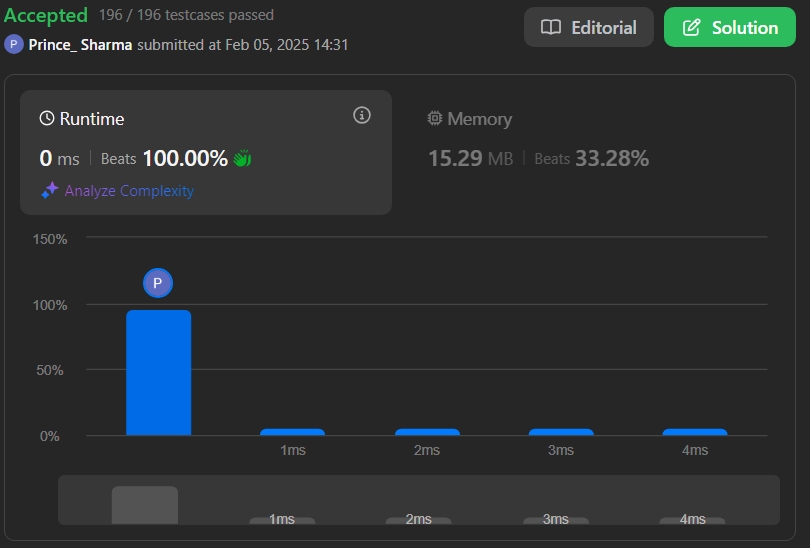 Accepted 196 / 196 testcases passed
P Prince_ Sharma submitted at Feb 05, 2025 14:31
Editorial
Solution
Runtime
0 ms | Beats 100.00%
Analyze Complexity
Memory
15.29 MB | Beats 33.28%
150%
P
100%
50%
0%
1ms 2ms 3ms 4ms
1ms 2ms 3ms 4ms